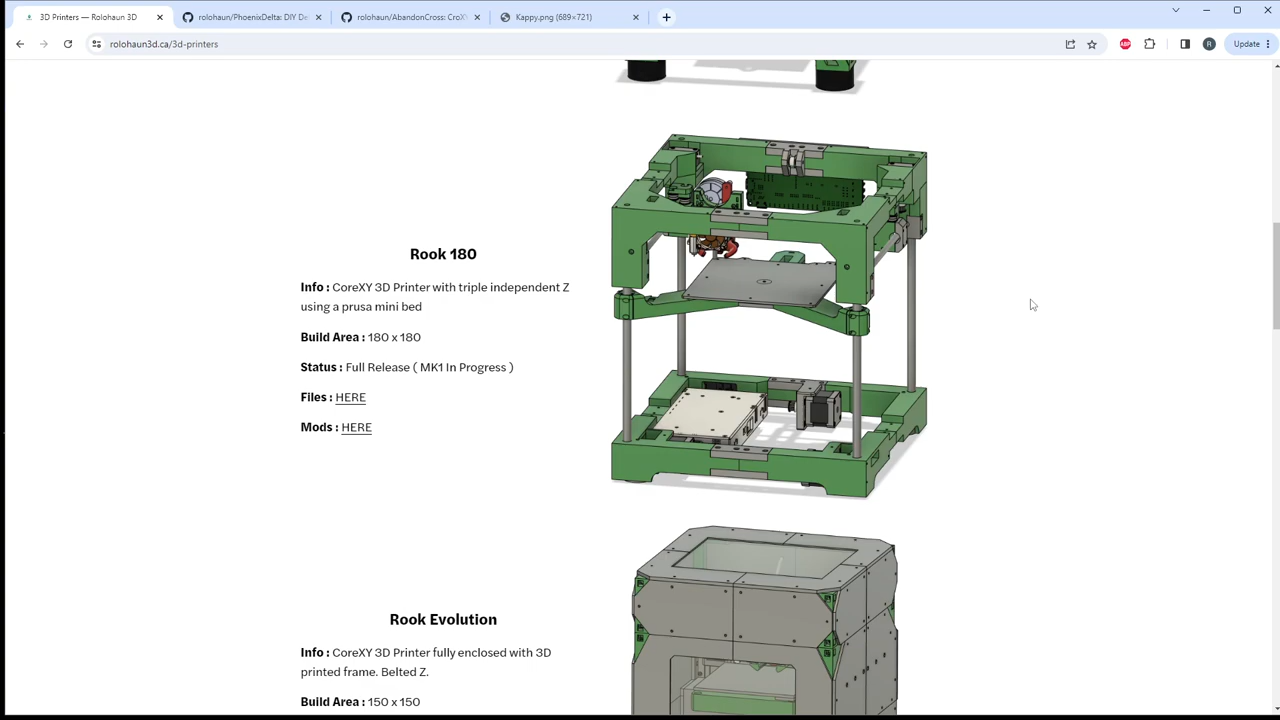 3D Printers — Rolohaun 3D
rolohaun/PhoenixDelta: DIY De
rolohaun/AbandonCross: CroX
Kappy.png (689×721)
rolohaun3d.ca/3d-printers
ABP
R
Update
Rook 180
Info : CoreXY 3D Printer with triple independent Z
using a prusa mini bed
Build Area : 180 x 180
Status : Full Release ( MK1 In Progress )
Files : HERE
Mods : HERE
Rook Evolution
Info : CoreXY 3D Printer fully enclosed with 3D
printed frame. Belted Z.
Build Area : 150 x 150